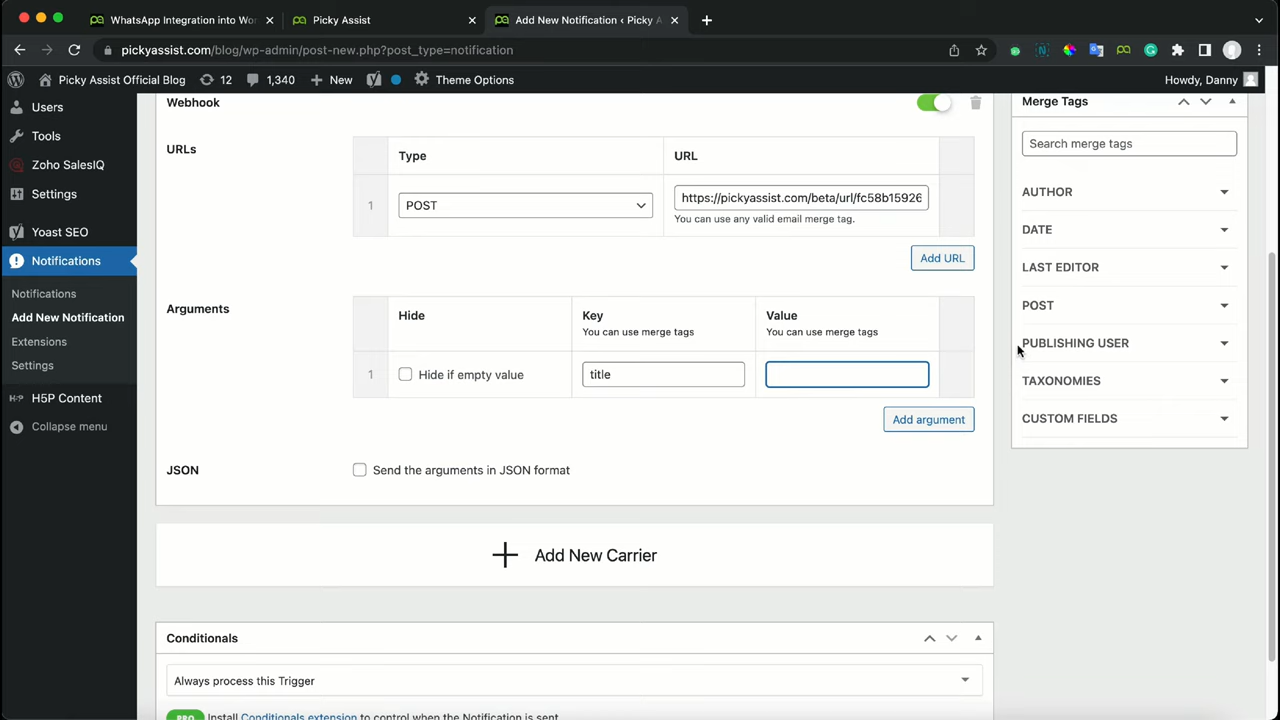 WhatsApp Integration into Wor
Picky Assist
Add New Notification ‹ Picky A
pickyassist.com/blog/wp-admin/post-new.php?post_type=notification
Picky Assist Official Blog
12
1,340
New
Theme Options
Howdy, Danny
Users
Tools
Zoho SalesIQ
Settings
Yoast SEO
Notifications
Notifications
Add New Notification
Extensions
Settings
H5P Content
Collapse menu
Webhook
URLs
Type
URL
1
POST
https://pickyassist.com/beta/url/fc58b15926
You can use any valid email merge tag.
Add URL
Arguments
Hide
Key
You can use merge tags
Value
You can use merge tags
1
Hide if empty value
title
Add argument
JSON
Send the arguments in JSON format
Add New Carrier
Conditionals
Always process this Trigger
PRO Install Conditionals extension to control when the Notification is sent
Merge Tags
Search merge tags
AUTHOR
DATE
LAST EDITOR
POST
PUBLISHING USER
TAXONOMIES
CUSTOM FIELDS